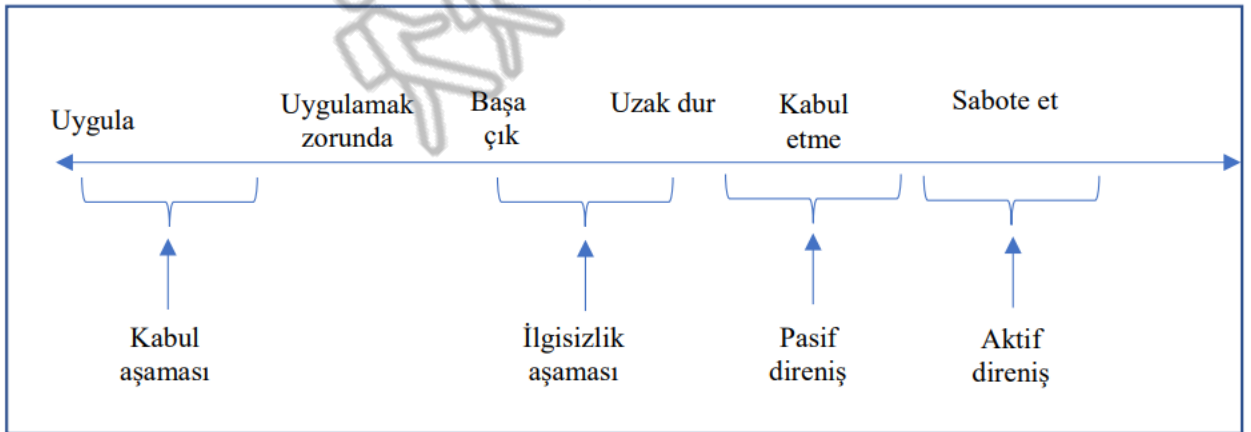 Uygula
Uygulamak
zorunda
Başa
çık
Uzak dur
Kabul
etme
Sabote et
Kabul
aşaması
İlgisizlik
aşaması
Pasif
direniş
Aktif
direniş